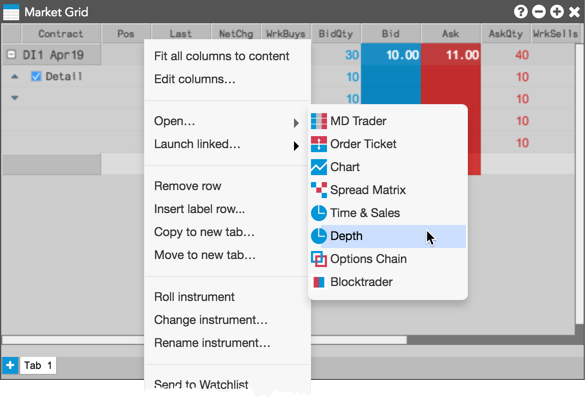 Market Grid
Contract Pos Last NetChg WrkBuys BidQty Bid Ask AskQty WrkSells
DI1 Apr19 30 10.00 11.00 40
Detail 10 10
10 10
10 10
10 10
Fit all columns to content
Edit columns...
Open...
Launch linked...
Remove row
Insert label row...
Copy to new tab...
Move to new tab...
Roll instrument
Change instrument...
Rename instrument...
Send to Watchlist
MD Trader
Order Ticket
Chart
Spread Matrix
Time & Sales
Depth
Options Chain
Blocktrader
Tab 1